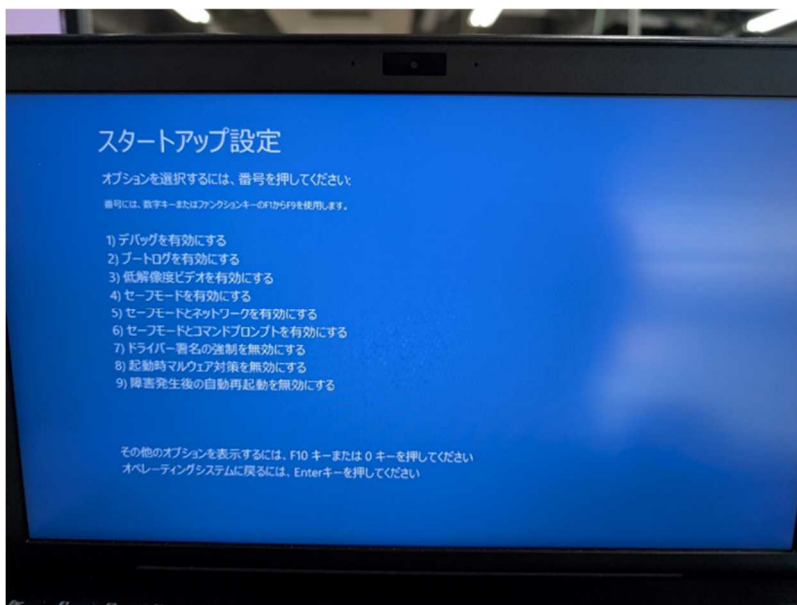 スタートアップ設定
オプションを選択するには、番号を押してください:
番号には、数字キーまたはファンクションキーのF1からF9を使用します。
1) デバッグを有効にする
2) ブートログを有効にする
3) 低解像度ビデオを有効にする
4) セーフモードを有効にする
5) セーフモードとネットワークを有効にする
6) セーフモードとコマンドプロンプトを有効にする
7) ドライバー署名の強制を無効にする
8) 起動時マルウェア対策を無効にする
9) 障害発生後の自動再起動を無効にする
その他のオプションを表示するには、F10 キーまたは 0 キーを押してください
オペレーティングシステムに戻るには、Enterキーを押してください